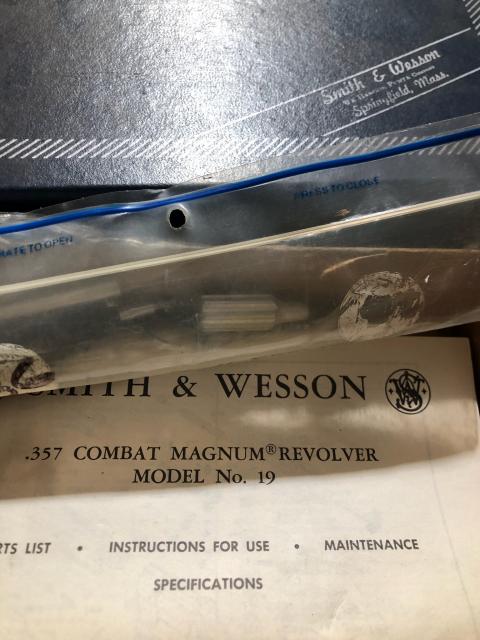 Smith & Wesson
Springfield, Mass.
PRESS TO CLOSE
RATE TO OPEN
SMITH & WESSON
.357 COMBAT MAGNUM® REVOLVER
MODEL No. 19
RTS LIST • INSTRUCTIONS FOR USE • MAINTENANCE
SPECIFICATIONS